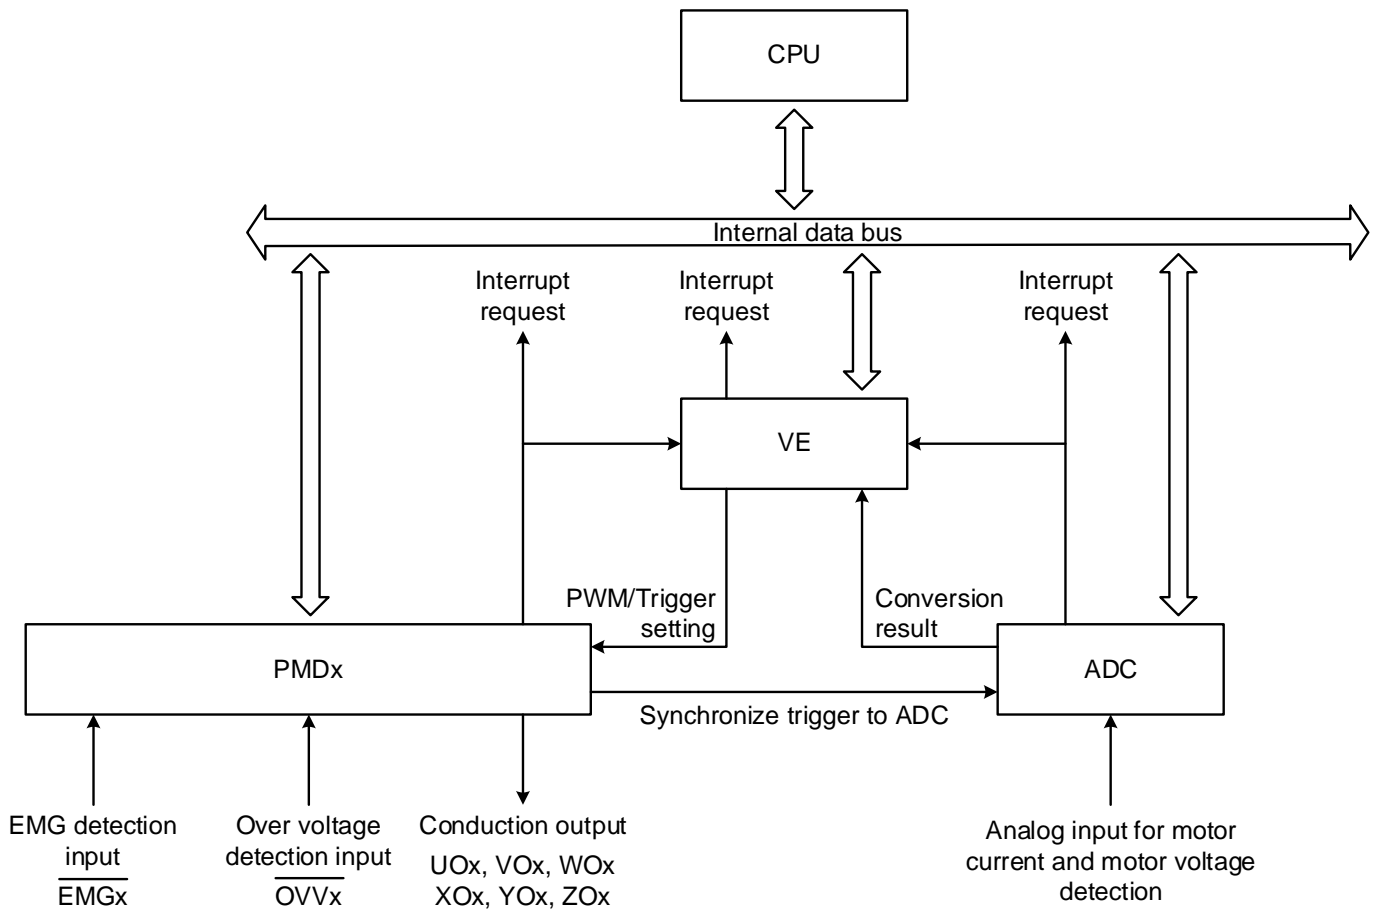 CPU
Internal data bus
Interrupt
request
Interrupt
request
Interrupt
request
VE
PWM/Trigger
setting
Conversion
result
PMDx
ADC
Synchronize trigger to ADC
EMG detection
input
EMGx
Over voltage
detection input
OVVx
Conduction output
UOx, VOx, WOx
XOx, YOx, ZOx
Analog input for motor
current and motor voltage
detection